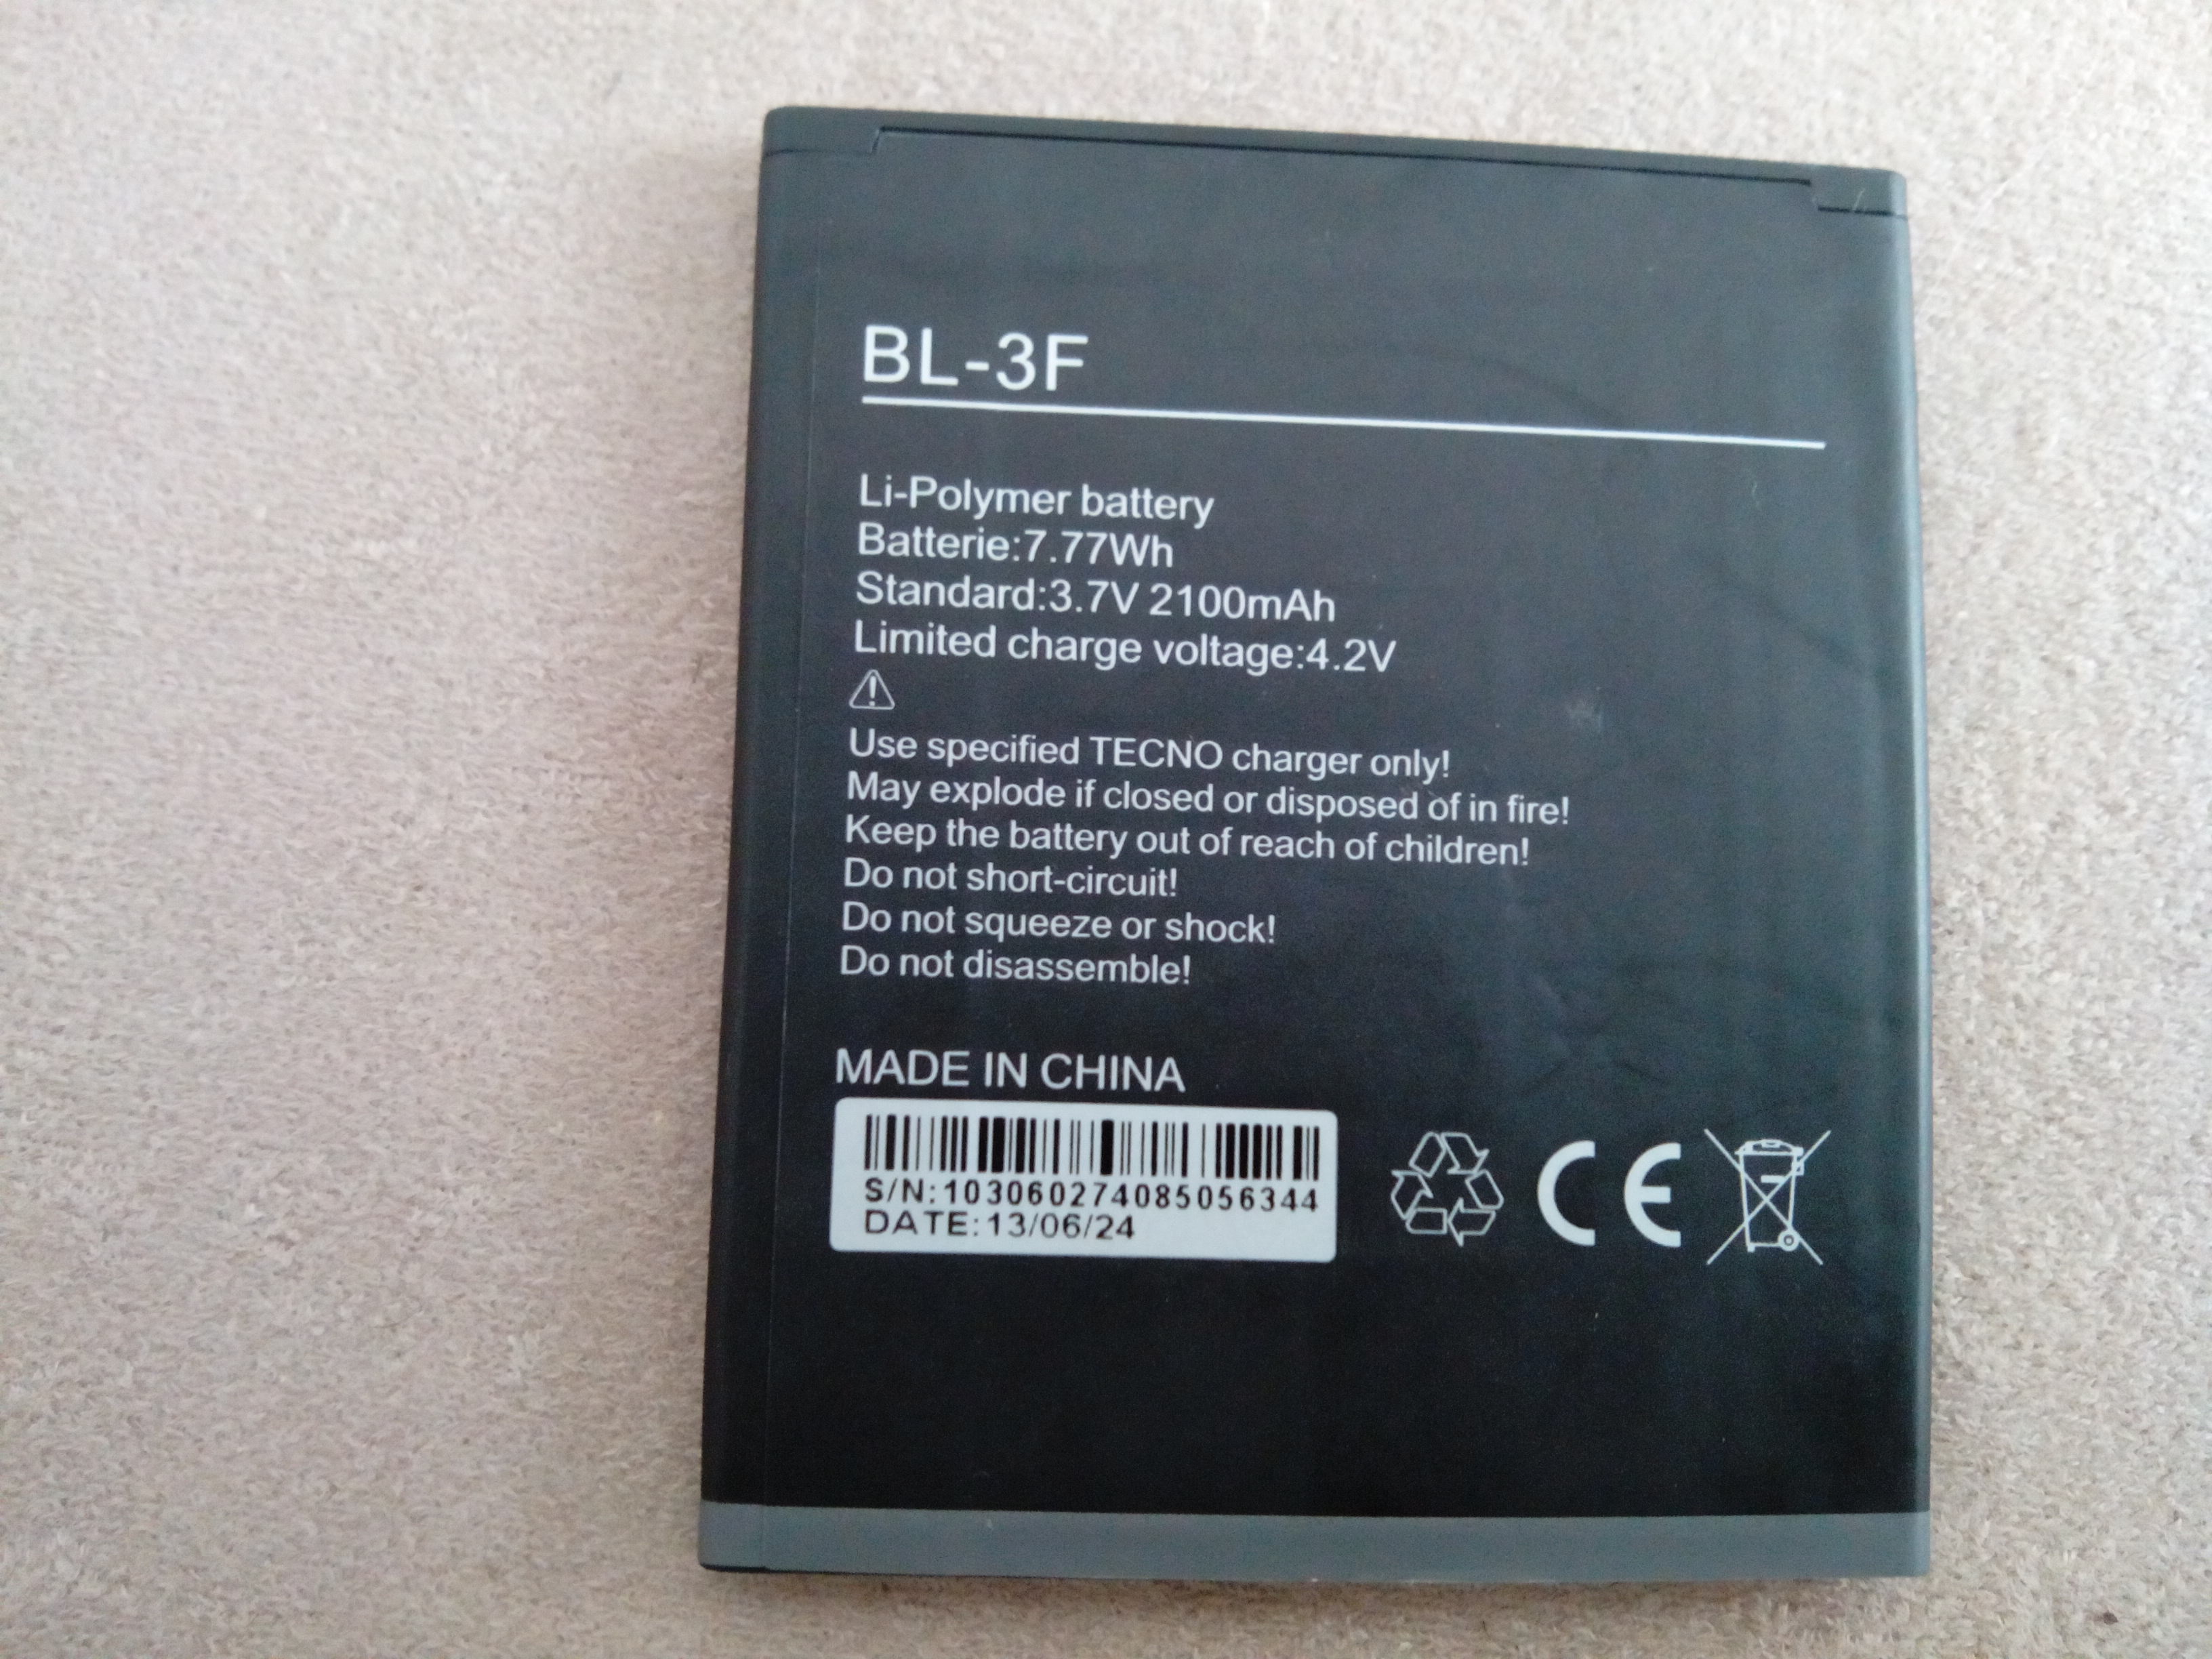 BL-3F
Li-Polymer battery
Batterie:7.77Wh
Standard:3.7V 2100mAh
Limited charge voltage:4.2V
Use specified TECNO charger only!
May explode if closed or disposed of in fire!
Keep the battery out of reach of children!
Do not short-circuit!
Do not squeeze or shock!
Do not disassemble!
MADE IN CHINA
S/N:103060274085056344
DATE:13/06/24
CE